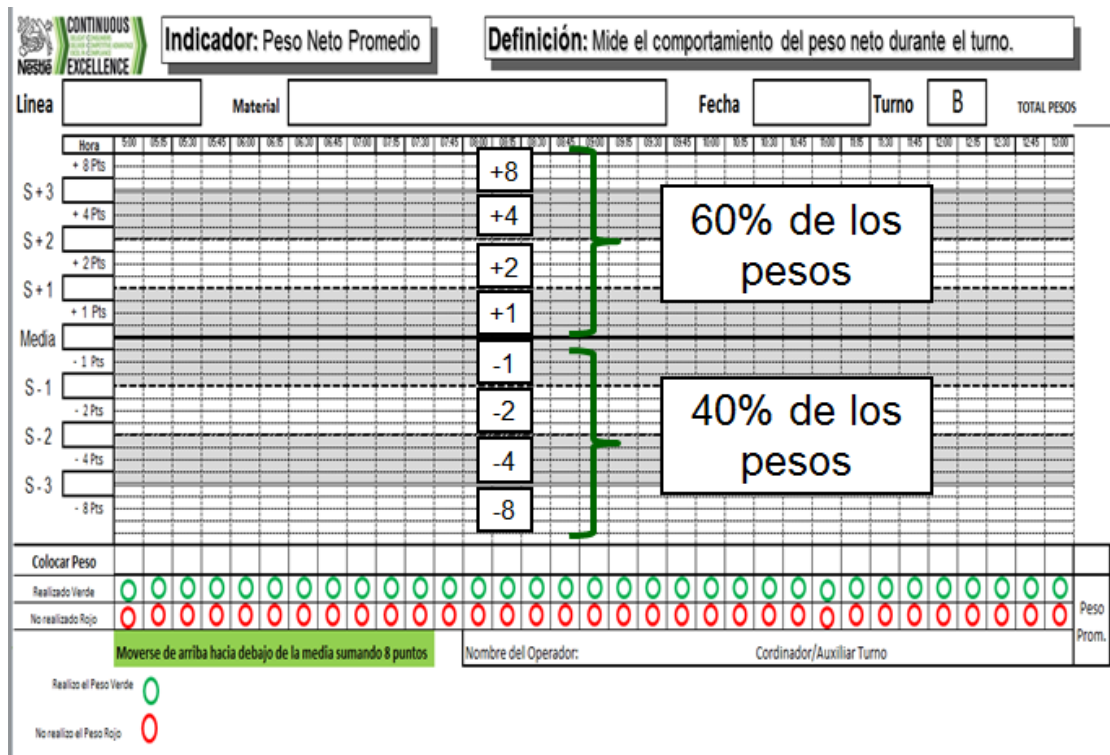 CONTINUOUS
EXCELLENCE
Nestlé
Indicador: Peso Neto Promedio
Definición: Mide el comportamiento del peso neto durante el turno.
Linea
Material
Fecha
Turno
B
TOTAL PESOS
Hora 5:00 05:15 05:30 05:45 06:00 06:15 06:30 06:45 07:00 07:15 07:30 07:45 08:00 08:15 08:30 08:45 09:00 09:15 09:30 09:45 10:00 10:15 10:30 10:45 11:00 11:15 11:30 11:45 12:00 12:15 12:30 12:45 13:00
+ 8 Pts
S + 3
+ 4 Pts
S + 2
+ 2 Pts
S + 1
+ 1 Pts
Media
- 1 Pts
S - 1
- 2 Pts
S - 2
- 4 Pts
S - 3
- 8 Pts
+8
+4
+2
+1
-1
-2
-4
-8
60% de los
pesos
40% de los
pesos
Colocar Peso
Realizado Verde
No realizado Rojo
Peso
Prom.
Moverse de arriba hacia debajo de la media sumando 8 puntos
Nombre del Operador:
Cordinador/Auxiliar Turno
Realizo el Peso Verde
No realizo el Peso Rojo